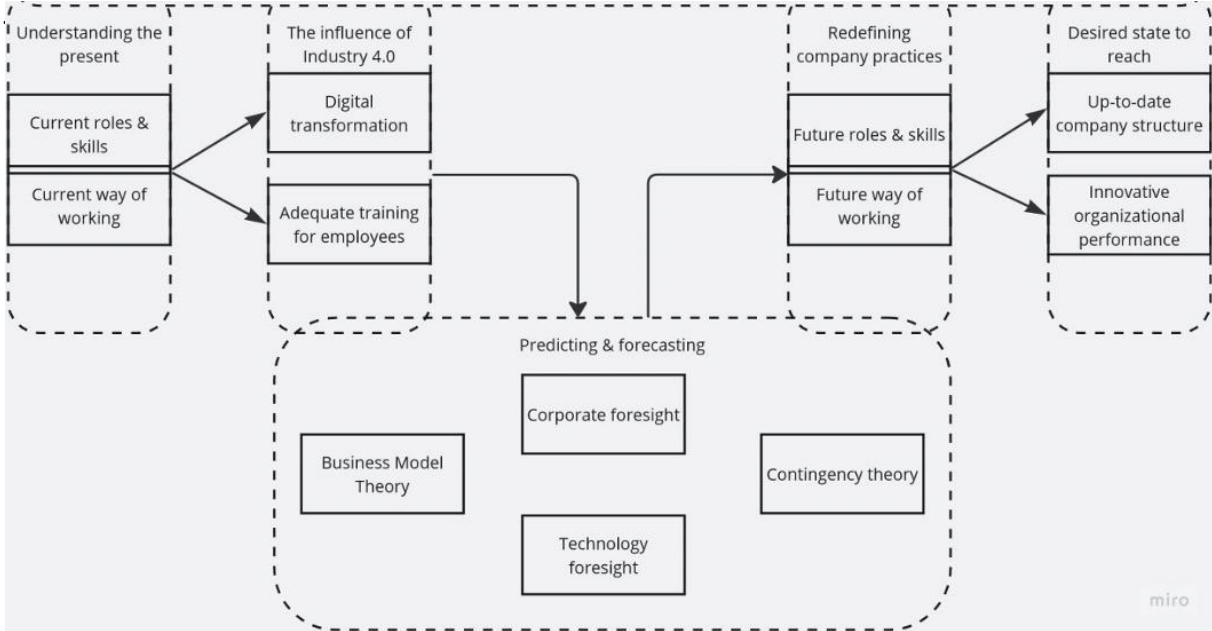 Understanding the
present
Current roles &
skills
Current way of
working
The influence of
Industry 4.0
Digital
transformation
Adequate training
for employees
Redefining
company practices
Future roles & skills
Future way of
working
Desired state to
reach
Up-to-date
company structure
Innovative
organizational
performance
Predicting & forecasting
Corporate foresight
Business Model
Theory
Contingency theory
Technology
foresight
miro